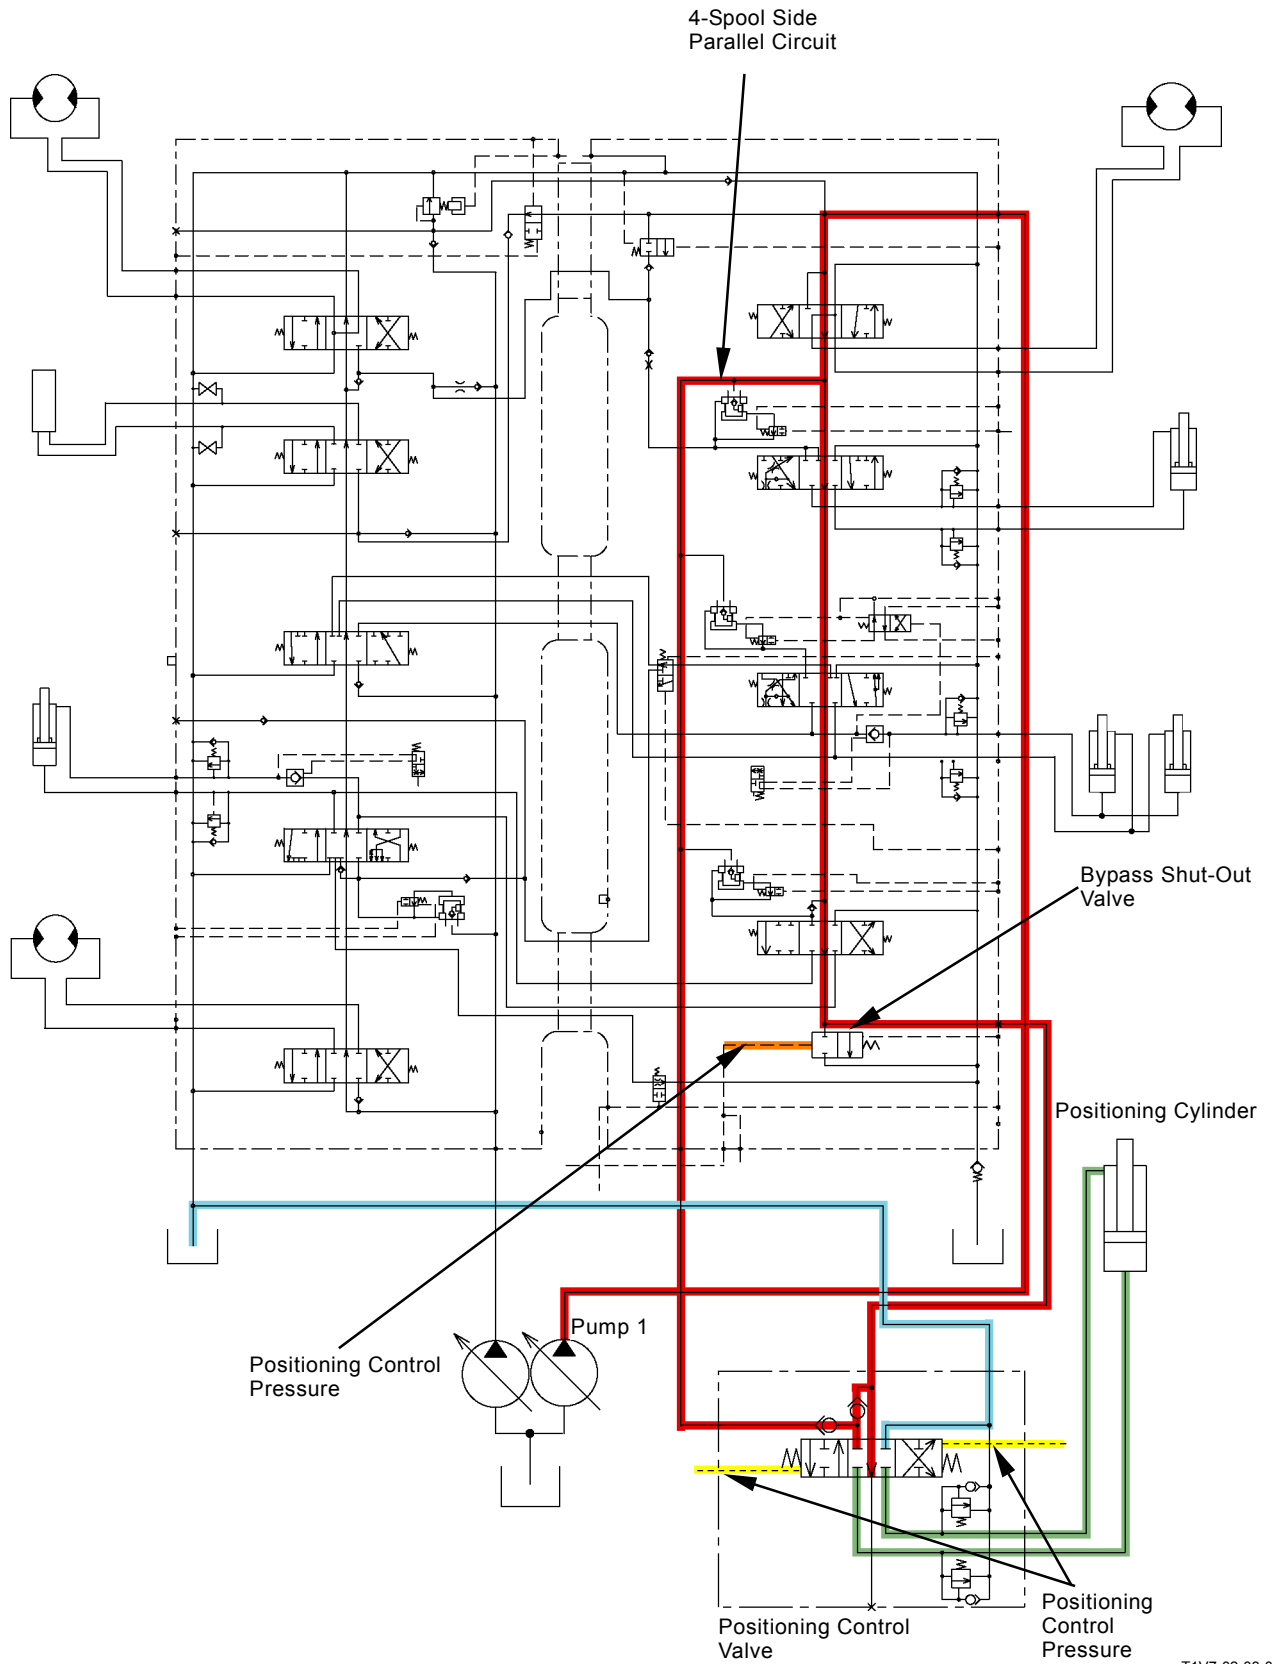 4-Spool Side
Parallel Circuit
Bypass Shut-Out
Valve
Positioning Cylinder
Pump 1
Positioning Control
Pressure
Positioning Control
Valve
Positioning
Control
Pressure